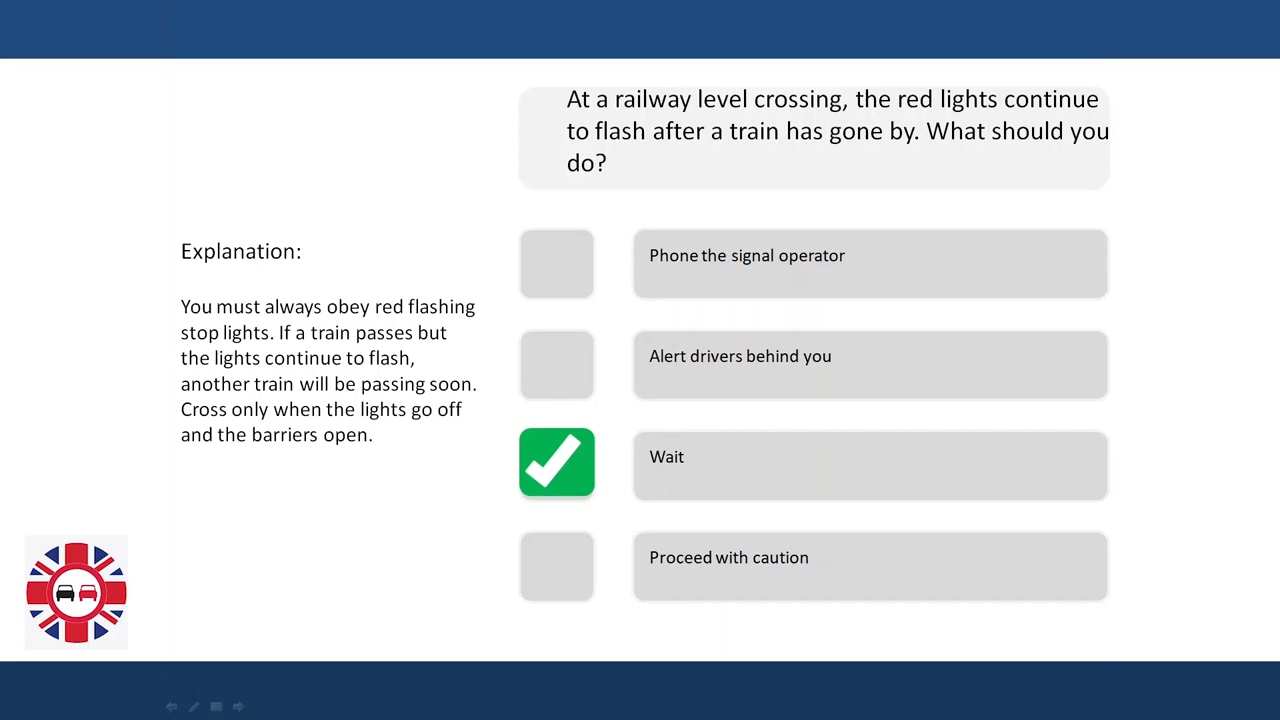 At a railway level crossing, the red lights continue
to flash after a train has gone by. What should you
do?
Explanation:
You must always obey red flashing
stop lights. If a train passes but
the lights continue to flash,
another train will be passing soon.
Cross only when the lights go off
and the barriers open.
Phone the signal operator
Alert drivers behind you
Wait
Proceed with caution